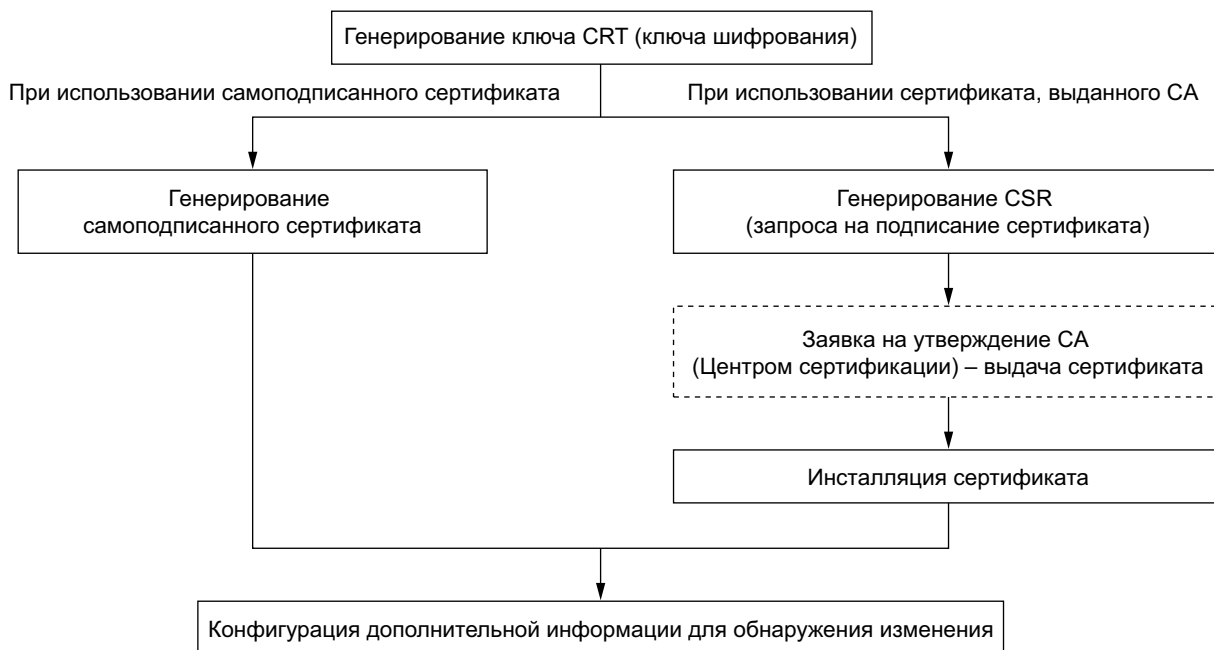 Генерирование ключа CRT (ключа шифрования)
При использовании самоподписанного сертификата
При использовании сертификата, выданного CA
Генерирование
самоподписанного сертификата
Генерирование CSR
(запроса на подписание сертификата)
Заявка на утверждение CA
(Центром сертификации) – выдача сертификата
Инсталляция сертификата
Конфигурация дополнительной информации для обнаружения изменения